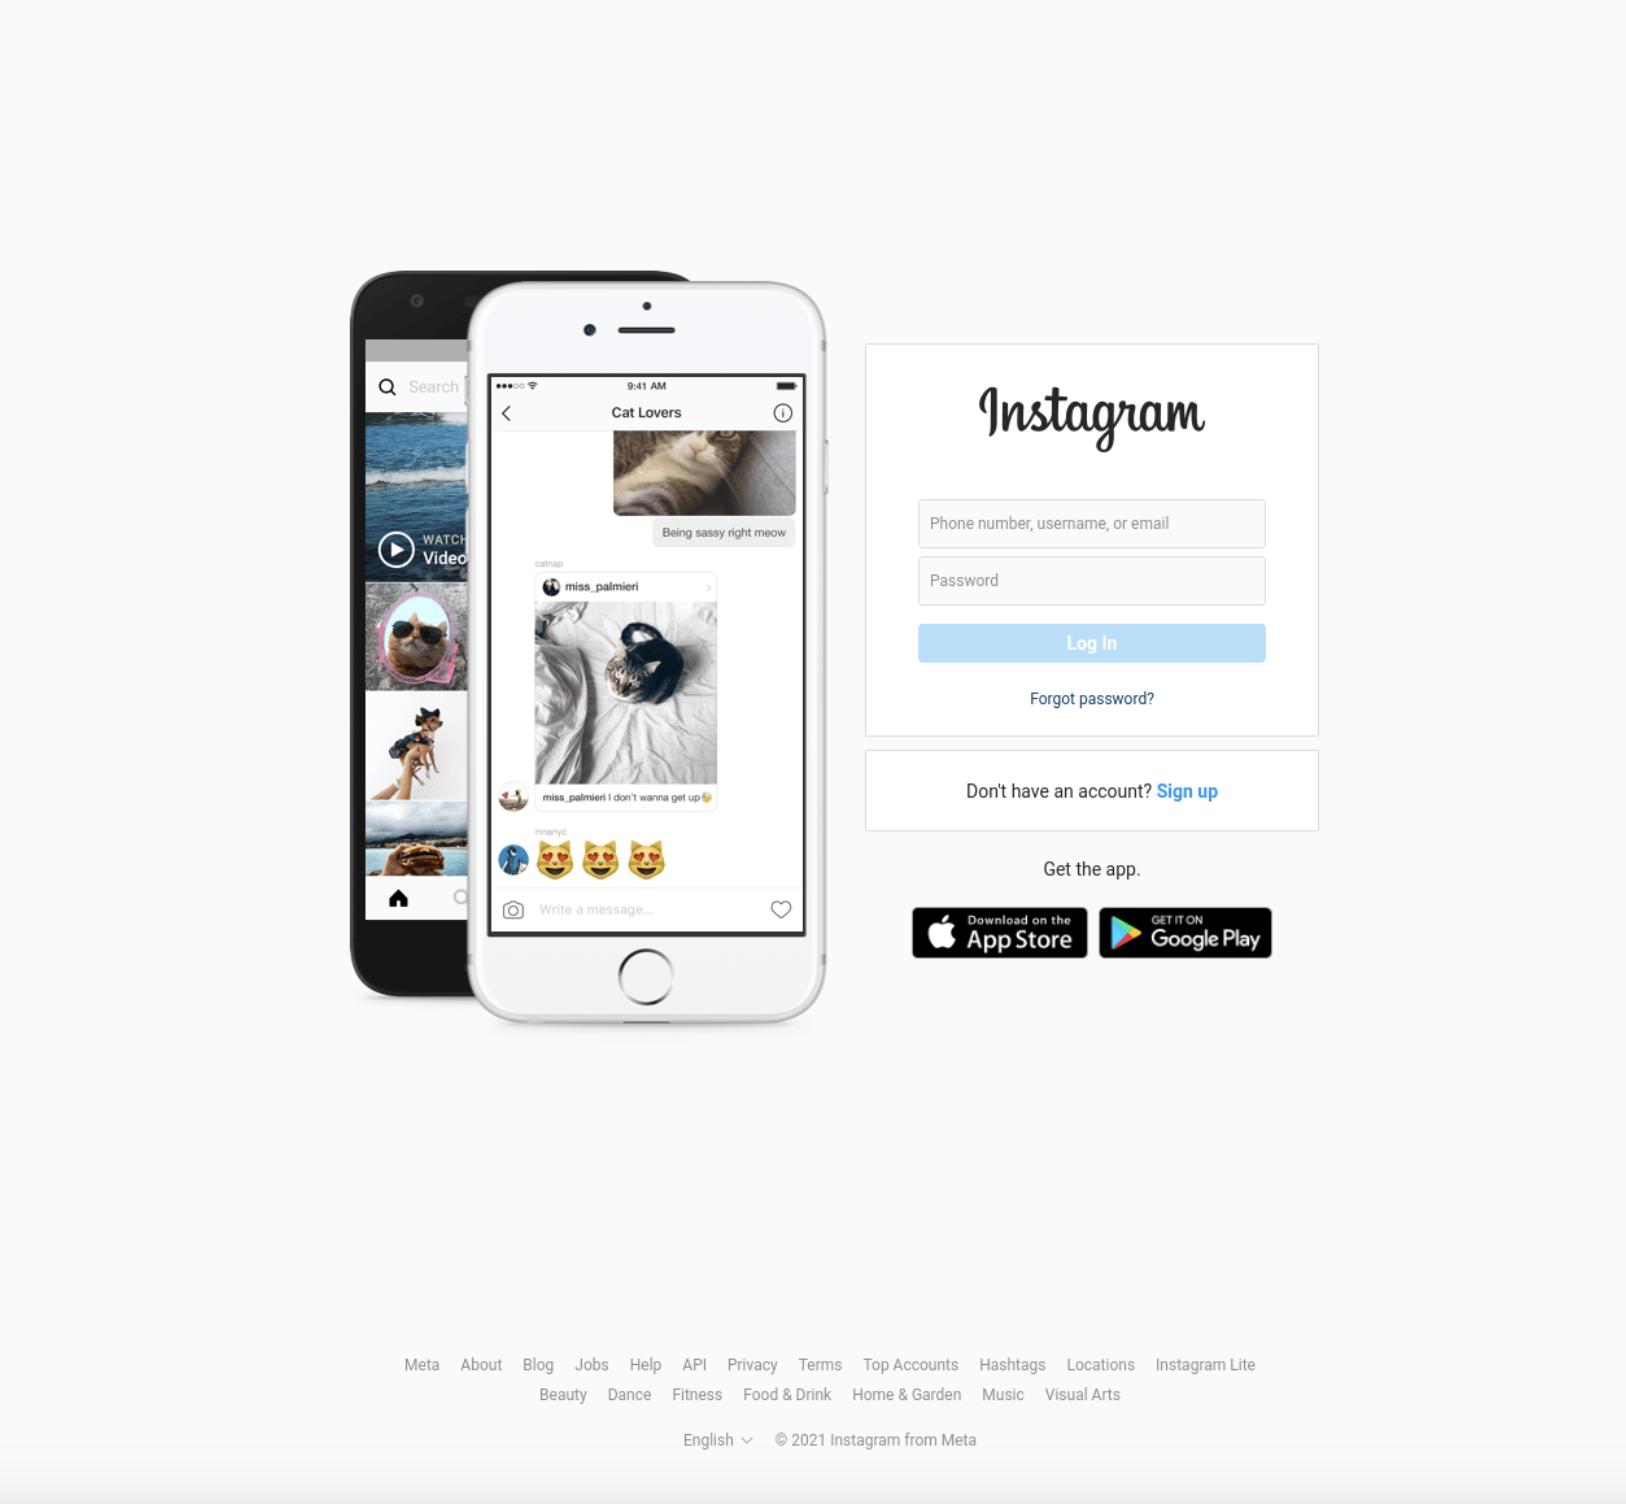 Search
WATCH
Video
9:41 AM
Cat Lovers
Being sassy right meow
catnap
miss_palmieri
miss_palmieri I don't wanna get up
ninanyc
Write a message...
Instagram
Phone number, username, or email
Password
Log In
Forgot password?
Don't have an account? Sign up
Get the app.
Download on the
App Store
GET IT ON
Google Play
Meta About Blog Jobs Help API Privacy Terms Top Accounts Hashtags Locations Instagram Lite
Beauty Dance Fitness Food & Drink Home & Garden Music Visual Arts
English © 2021 Instagram from Meta